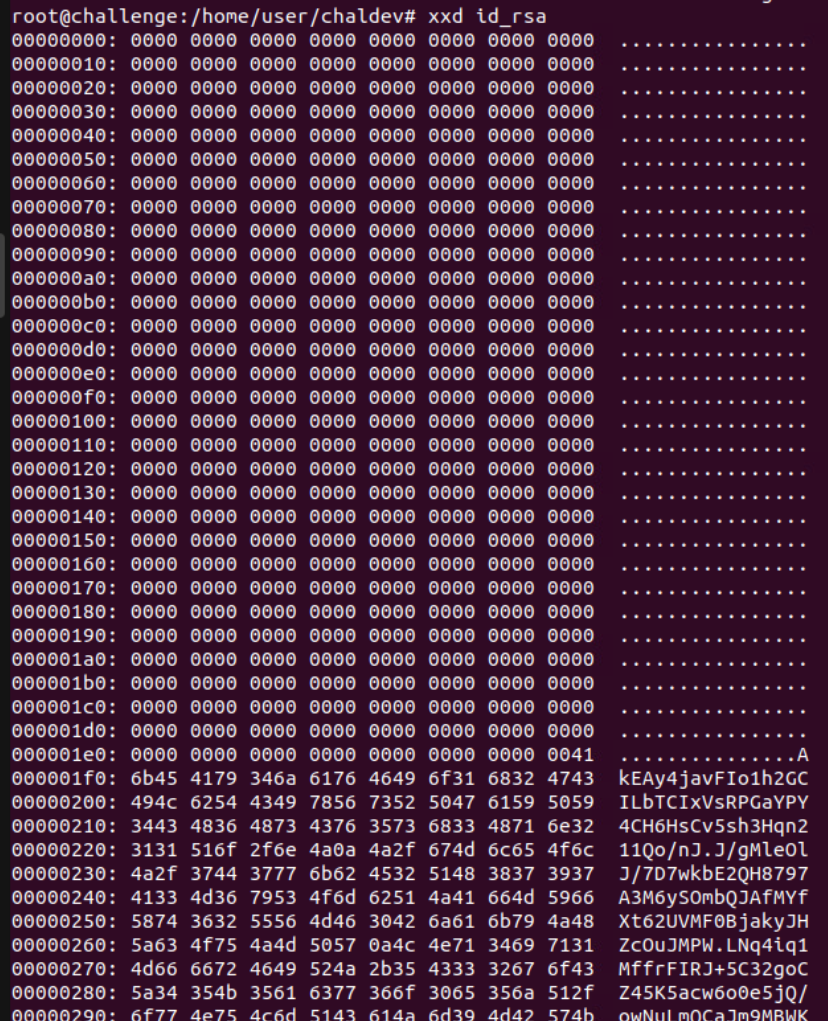 root@challenge:/home/user/chaldev# xxd id_rsa
00000000: 0000 0000 0000 0000 0000 0000 0000 0000  ................
00000010: 0000 0000 0000 0000 0000 0000 0000 0000  ................
00000020: 0000 0000 0000 0000 0000 0000 0000 0000  ................
00000030: 0000 0000 0000 0000 0000 0000 0000 0000  ................
00000040: 0000 0000 0000 0000 0000 0000 0000 0000  ................
00000050: 0000 0000 0000 0000 0000 0000 0000 0000  ................
00000060: 0000 0000 0000 0000 0000 0000 0000 0000  ................
00000070: 0000 0000 0000 0000 0000 0000 0000 0000  ................
00000080: 0000 0000 0000 0000 0000 0000 0000 0000  ................
00000090: 0000 0000 0000 0000 0000 0000 0000 0000  ................
000000a0: 0000 0000 0000 0000 0000 0000 0000 0000  ................
000000b0: 0000 0000 0000 0000 0000 0000 0000 0000  ................
000000c0: 0000 0000 0000 0000 0000 0000 0000 0000  ................
000000d0: 0000 0000 0000 0000 0000 0000 0000 0000  ................
000000e0: 0000 0000 0000 0000 0000 0000 0000 0000  ................
000000f0: 0000 0000 0000 0000 0000 0000 0000 0000  ................
00000100: 0000 0000 0000 0000 0000 0000 0000 0000  ................
00000110: 0000 0000 0000 0000 0000 0000 0000 0000  ................
00000120: 0000 0000 0000 0000 0000 0000 0000 0000  ................
00000130: 0000 0000 0000 0000 0000 0000 0000 0000  ................
00000140: 0000 0000 0000 0000 0000 0000 0000 0000  ................
00000150: 0000 0000 0000 0000 0000 0000 0000 0000  ................
00000160: 0000 0000 0000 0000 0000 0000 0000 0000  ................
00000170: 0000 0000 0000 0000 0000 0000 0000 0000  ................
00000180: 0000 0000 0000 0000 0000 0000 0000 0000  ................
00000190: 0000 0000 0000 0000 0000 0000 0000 0000  ................
000001a0: 0000 0000 0000 0000 0000 0000 0000 0000  ................
000001b0: 0000 0000 0000 0000 0000 0000 0000 0000  ................
000001c0: 0000 0000 0000 0000 0000 0000 0000 0000  ................
000001d0: 0000 0000 0000 0000 0000 0000 0000 0000  ................
000001e0: 0000 0000 0000 0000 0000 0000 0000 0041  ...............A
000001f0: 6b45 4179 346a 6176 4649 6f31 6832 4743  kEAy4javFIo1h2GC
00000200: 494c 6254 4349 7856 7352 5047 6159 5059  ILbTCIxVsRPGaYPY
00000210: 3443 4836 4873 4376 3573 6833 4871 6e32  4CH6HsCv5sh3Hqn2
00000220: 3131 516f 2f6e 4a0a 4a2f 674d 6c65 4f6c  11Qo/nJ.J/gMleOl
00000230: 4a2f 3744 3777 6b62 4532 5148 3837 3937  J/7D7wkbE2QH8797
00000240: 4133 4d36 7953 4f6d 6251 4a41 664d 5966  A3M6ySOmbQJAfMYf
00000250: 5874 3632 5556 4d46 3042 6a61 6b79 4a48  Xt62UVMF0BjakyJH
00000260: 5a63 4f75 4a4d 5057 0a4c 4e71 3469 7131  ZcOuJMPW.LNq4iq1
00000270: 4d66 6672 4649 524a 2b35 4333 3267 6f43  MffrFIRJ+5C32goC
00000280: 5a34 354b 3561 6377 366f 3065 356a 512f  Z45K5acw6o0e5jQ/
00000290: 6f77 4e75 4c6d 5143 614a 6d39 4d42 574b  owNuLmQCaJm9MBWK